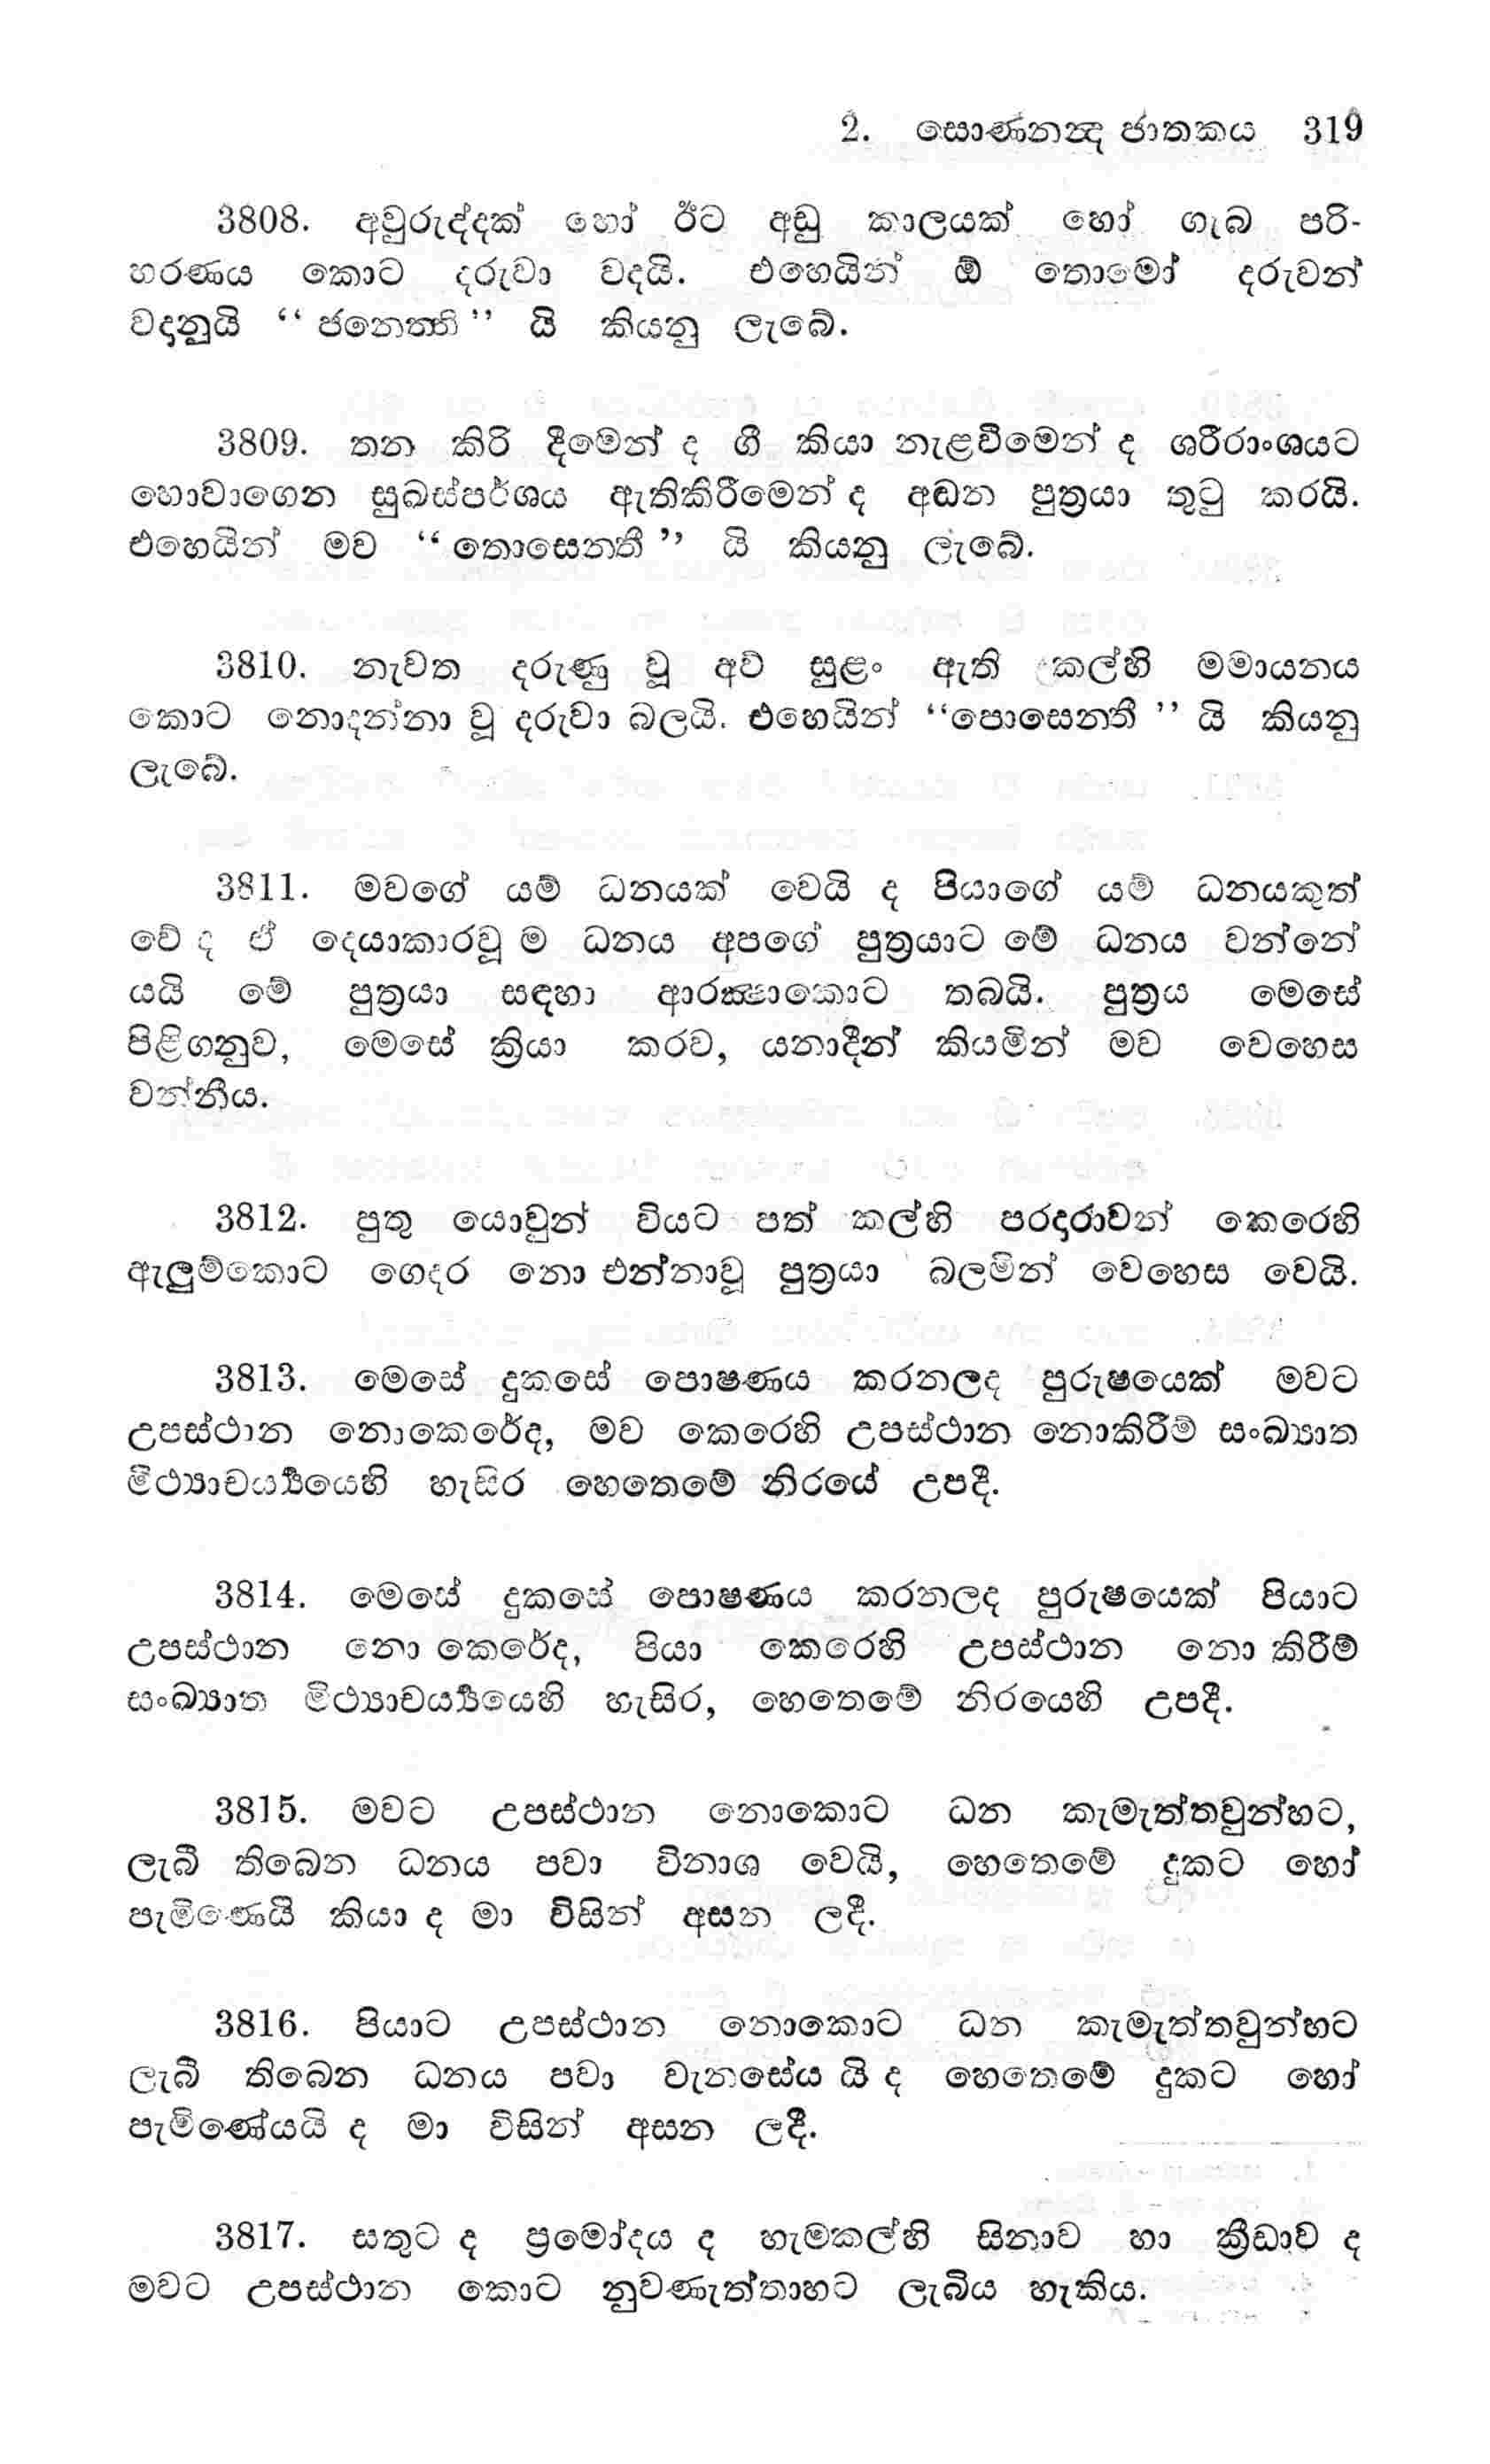 2. සොණනන්‍ද ජාතකය 319
3808. අවුරුද්දක් හෝ ඊට අඩු කාලයක් හෝ ගැබ පරි-
හරණය කොට දරුවා වදයි. එහෙයින් ඕ තොමෝ දරුවන්
වදනුයි “ ජනෙත්ති ” යි කියනු ලැබේ.
3809. තන කිරි දීමෙන් ද ගී කියා නැළවීමෙන් ද ශරීරාංශයට
හොවාගෙන සුඛස්පර්ශය ඇතිකිරීමෙන් ද අඬන පුත්‍රයා තුටු කරයි.
එහෙයින් මව “ තොසෙනතී ” යි කියනු ලැබේ.
3810. නැවත දරුණු වූ අව් සුළං ඇති කල්හි මමායනය
කොට නොදන්නා වූ දරුවා බලයි. එහෙයින් “පොසෙනතී ” යි කියනු
ලැබේ.
3811. මවගේ යම් ධනයක් වෙයි ද පියාගේ යම් ධනයකුත්
වේ ද ඒ දෙයාකාරවූ ම ධනය අපගේ පුත්‍රයාට මේ ධනය වන්නේ
යයි මේ පුත්‍රයා සඳහා ආරක්‍ෂාකොට තබයි. පුත්‍රය මෙසේ
පිළිගනුව, මෙසේ ක්‍රියා කරව, යනාදීන් කියමින් මව වෙහෙස
වන්නීය.
3812. පුතු යොවුන් වියට පත් කල්හි පරදාරාවන් කෙරෙහි
ඇලුම්කොට ගෙදර නො එන්නාවූ පුත්‍රයා බලමින් වෙහෙස වෙයි.
3813. මෙසේ දුකසේ පොෂණය කරනලද පුරුෂයෙක් මවට
උපස්ථාන නොකෙරේද, මව කෙරෙහි උපස්ථාන නොකිරීම් සංඛ්‍යාත
මිථ්‍යාචර්‍ය්‍යයෙහි හැසිර හෙතෙමේ නිරයේ උපදී.
3814. මෙසේ දුකසේ පොෂණය කරනලද පුරුෂයෙක් පියාට
උපස්ථාන නො කෙරේද, පියා කෙරෙහි උපස්ථාන නො කිරීම්
සංඛ්‍යාත මිථ්‍යාචර්‍ය්‍යයෙහි හැසිර, හෙතෙමේ නිරයෙහි උපදී.
3815. මවට උපස්ථාන නොකොට ධන කැමැත්තවුන්හට,
ලැබී තිබෙන ධනය පවා විනාශ වෙයි, හෙතෙමේ දුකට හෝ
පැමිණෙයි කියා ද මා විසින් අසන ලදී.
3816. පියාට උපස්ථාන නොකොට ධන කැමැත්තවුන්හට
ලැබී තිබෙන ධනය පවා වැනසේය යි ද හෙතෙමේ දුකට හෝ
පැමිණේයයි ද මා විසින් අසන ලදී.
3817. සතුට ද ප්‍රමෝදය ද හැමකල්හි සිනාව හා ක්‍රීඩාව ද
මවට උපස්ථාන කොට නුවණැත්තාහට ලැබිය හැකිය.